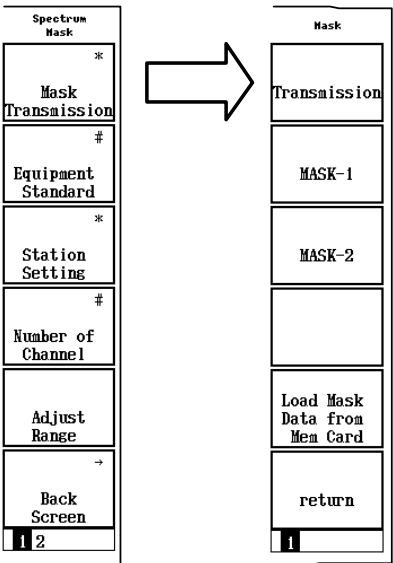 Spectrum
Mask
*
Mask
Transmission
#
Equipment
Standard
*
Station
Setting
#
Number of
Channel
Adjust
Range
→
Back
Screen
1 2
Mask
Transmission
MASK-1
MASK-2
Load Mask
Data from
Mem Card
return
1